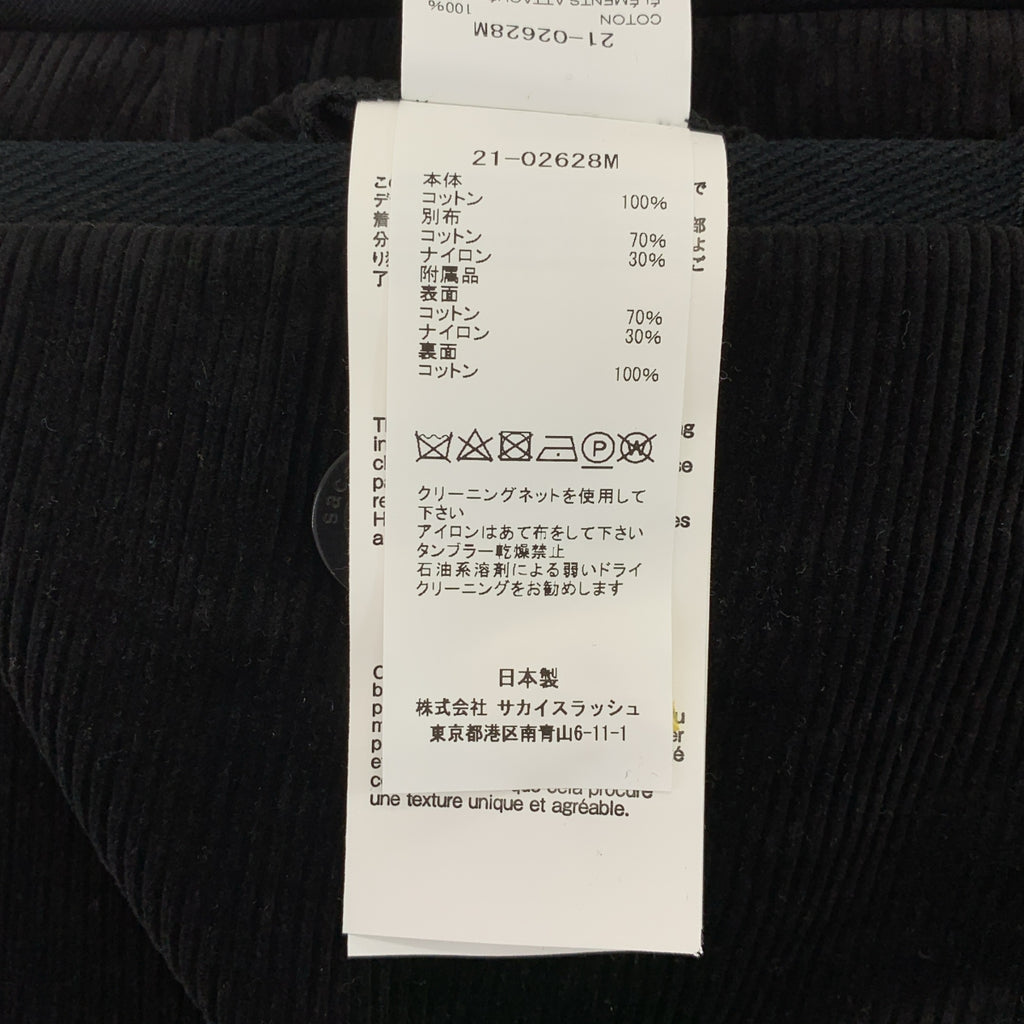 100%
ÉLÉMENTS
COTON
21-02628M
21-02628M
本体
コットン 100%
別布
コットン 70%
ナイロン 30%
附属品
表面
コットン 70%
ナイロン 30%
裏面
コットン 100%
P
W
クリーニングネットを使用して
下さい
アイロンはあて布をして下さい
タンブラー乾燥禁止
石油系溶剤による弱いドライ
クリーニングをお勧めします
日本製
株式会社 サカイスラッシュ
東京都港区南青山6-11-1
que cela procure
une texture unique et agréable.